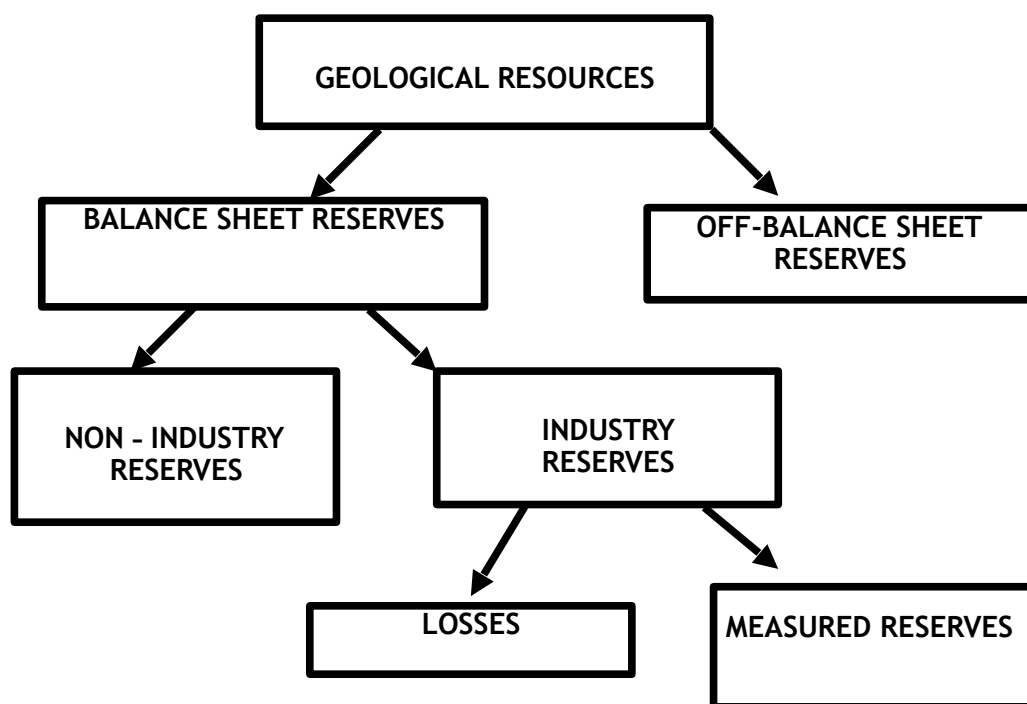 GEOLOGICAL RESOURCES
BALANCE SHEET RESERVES
OFF-BALANCE SHEET
RESERVES
NON - INDUSTRY
RESERVES
INDUSTRY
RESERVES
LOSSES
MEASURED RESERVES